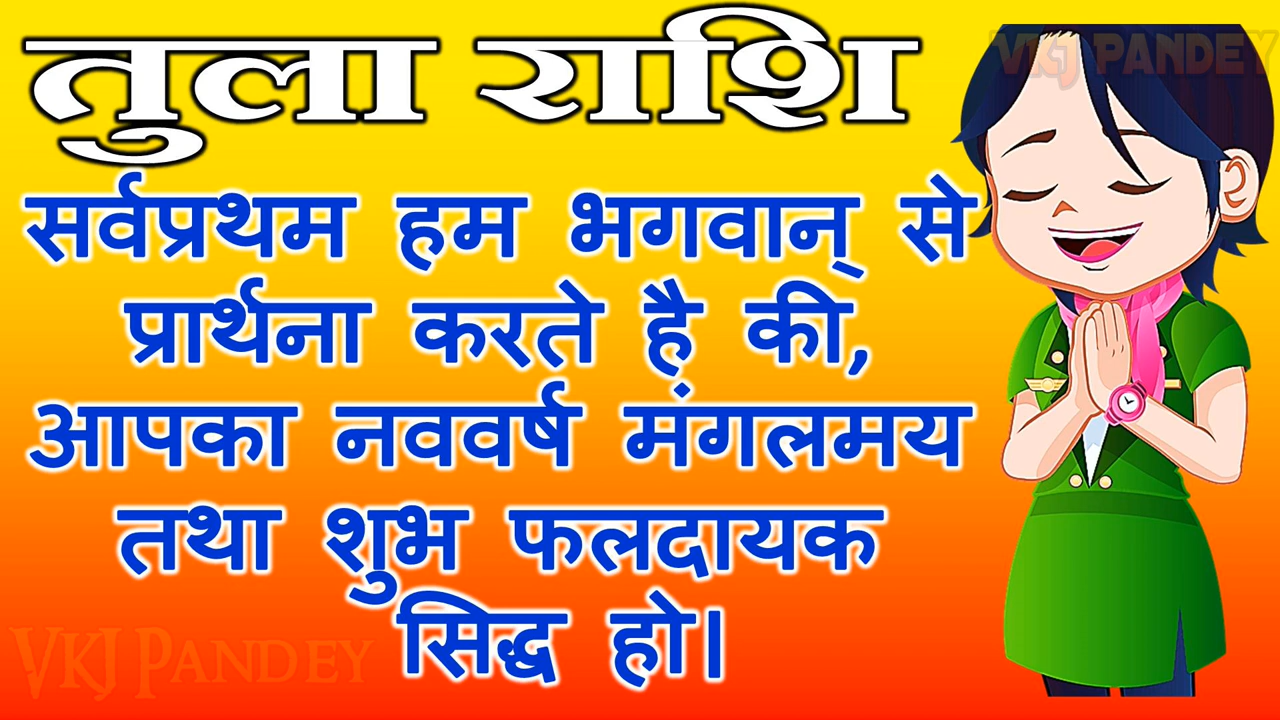 VKJ PANDEY
तुला राशि
सर्वप्रथम हम भगवान् से
प्रार्थना करते है की,
आपका नववर्ष मंगलमय
तथा शुभ फलदायक
सिद्ध हो।
VKJ PANDEY